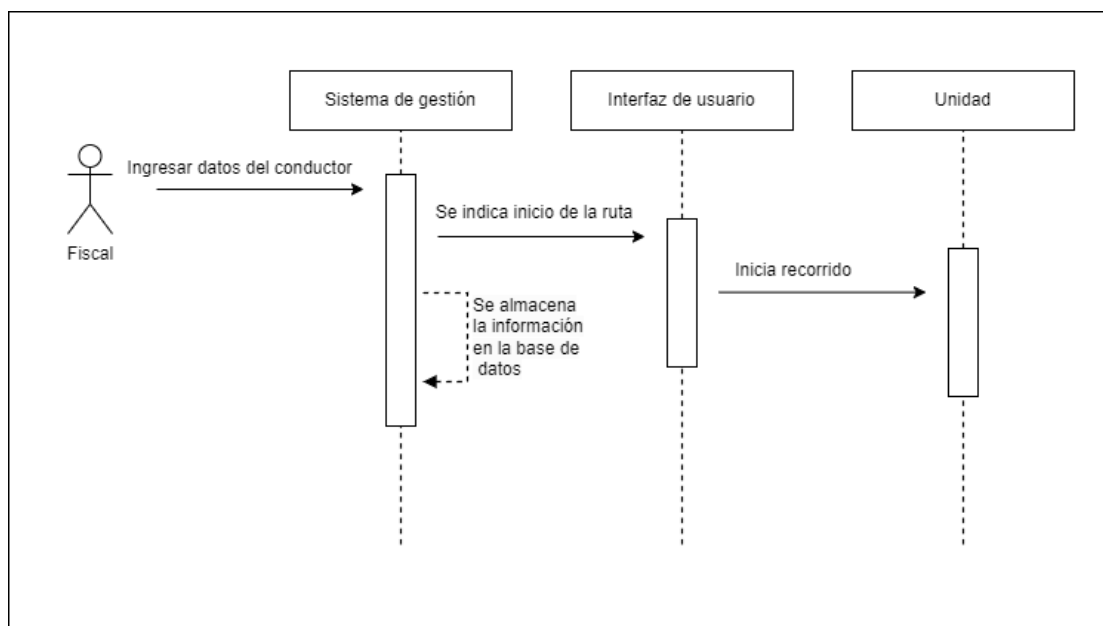 Sistema de gestión
Interfaz de usuario
Unidad
Ingresar datos del conductor
Fiscal
Se indica inicio de la ruta
Inicia recorrido
Se almacena
la información
en la base de
datos